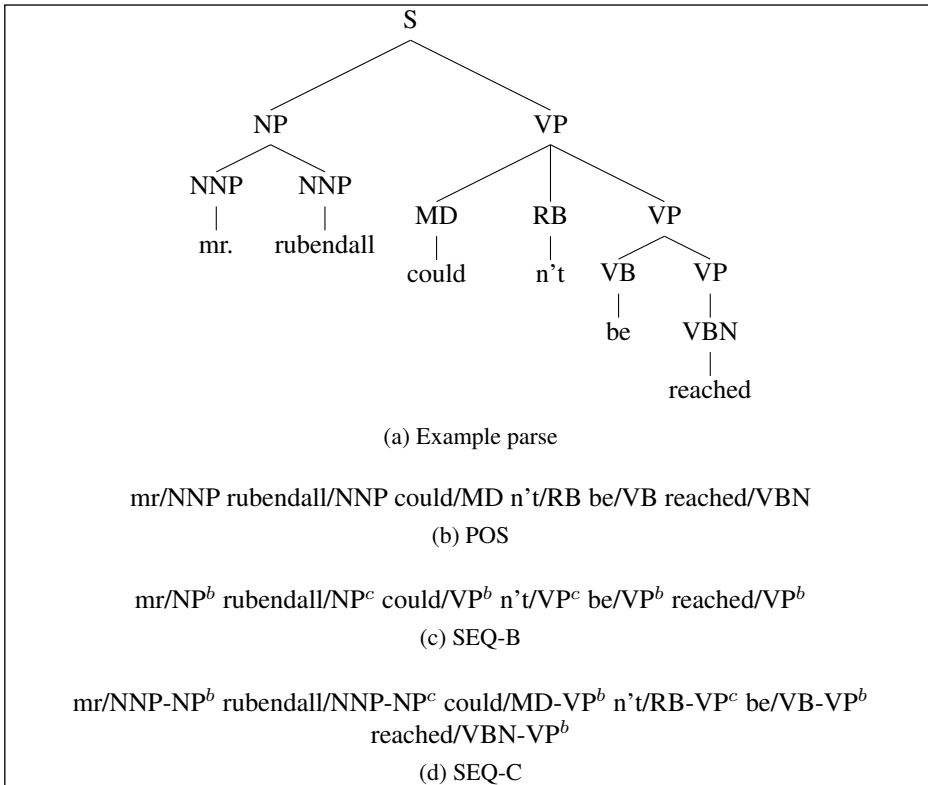 S
NP VP
NNP NNP
MD RB VP
mr. rubendall
could n't VB VP
be VBN
reached
(a) Example parse
mr/NNP rubendall/NNP could/MD n't/RB be/VB reached/VBN
(b) POS
mr/NP^b rubendall/NP^c could/VP^b n't/VP^c be/VP^b reached/VP^b
(c) SEQ-B
mr/NNP-NP^b rubendall/NNP-NP^c could/MD-VP^b n't/RB-VP^c be/VB-VP^b
reached/VBN-VP^b
(d) SEQ-C